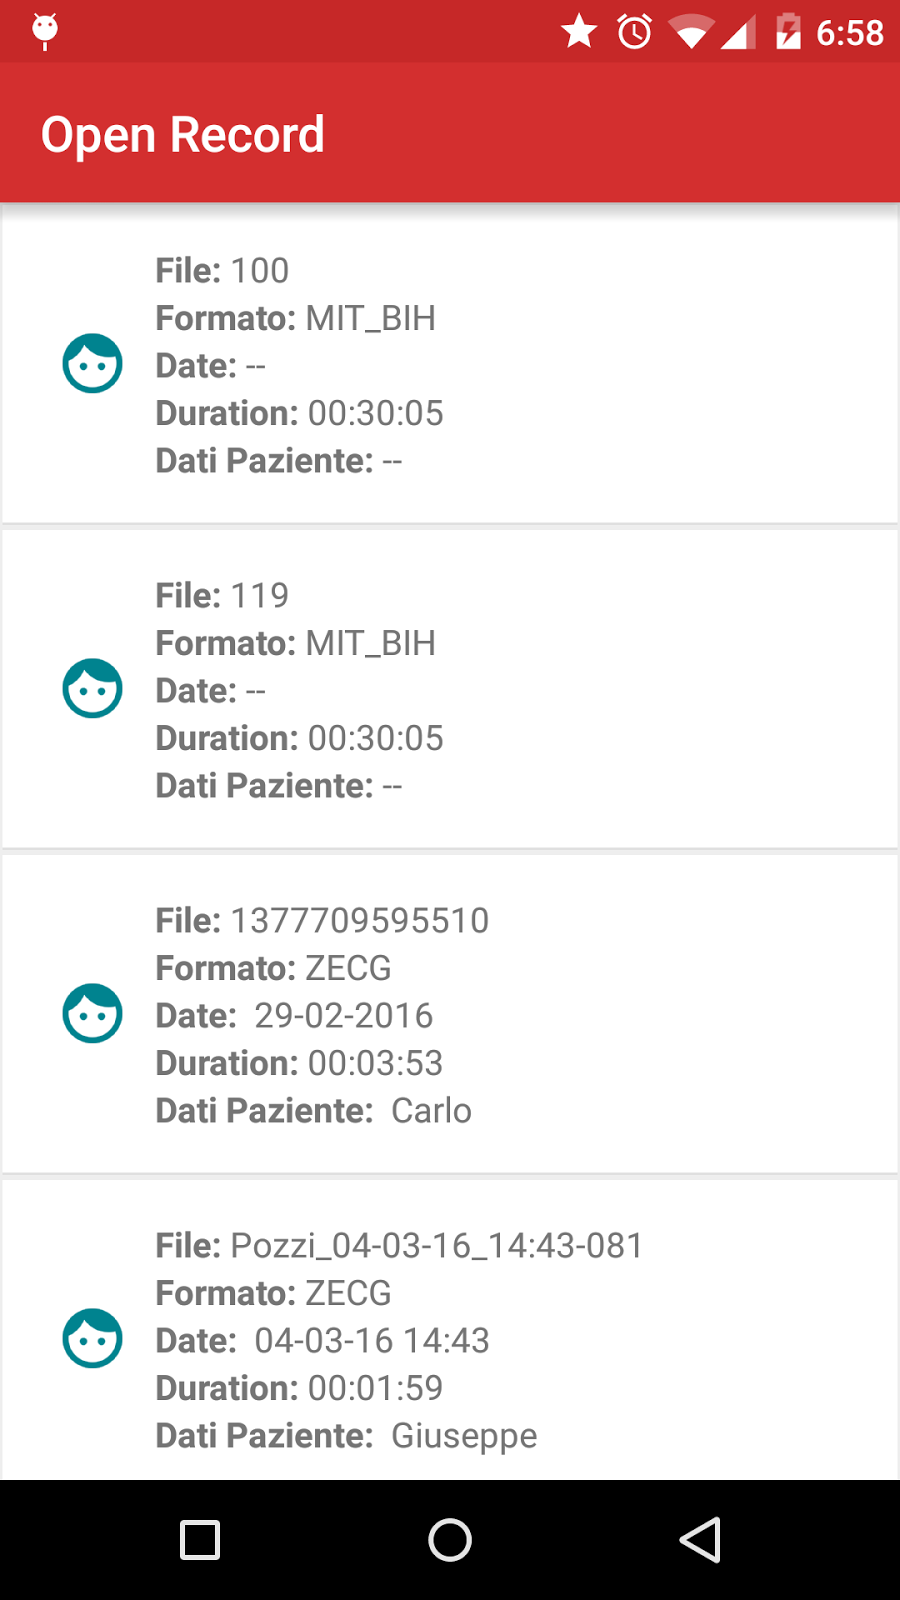 6:58
Open Record
File: 100
Formato: MIT_BIH
Date: --
Duration: 00:30:05
Dati Paziente: --
File: 119
Formato: MIT_BIH
Date: --
Duration: 00:30:05
Dati Paziente: --
File: 1377709595510
Formato: ZECG
Date:  29-02-2016
Duration: 00:03:53
Dati Paziente:  Carlo
File: Pozzi_04-03-16_14:43-081
Formato: ZECG
Date:  04-03-16 14:43
Duration: 00:01:59
Dati Paziente:  Giuseppe